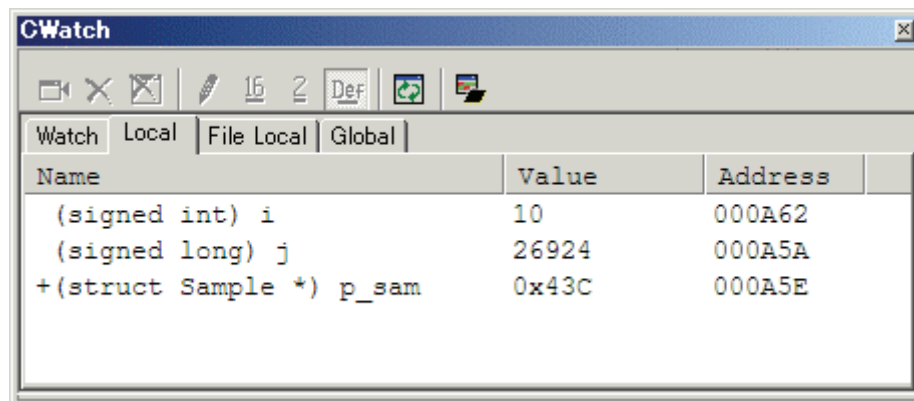 CWatch
16 2 Def
Watch Local File Local Global
Name Value Address
(signed int) i 10 000A62
(signed long) j 26924 000A5A
+(struct Sample *) p_sam 0x43C 000A5E